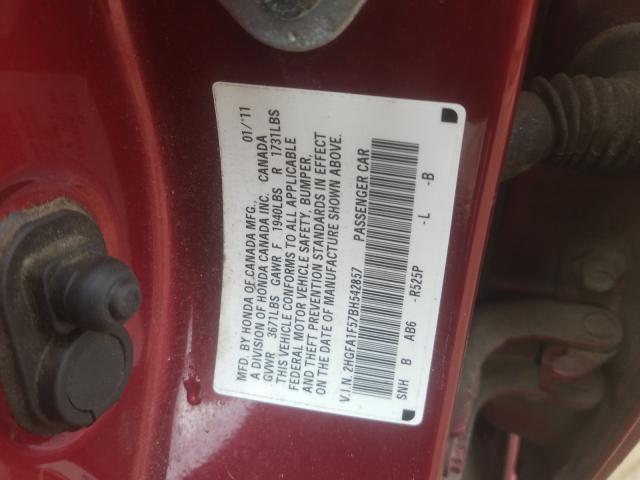 MFD. BY HONDA OF CANADA MFG., 01/'11
A DIVISION OF HONDA CANADA INC. CANADA
GVWR 3671LBS GAWR F 1940LBS R 1731LBS
THIS VEHICLE CONFORMS TO ALL APPLICABLE
FEDERAL MOTOR VEHICLE SAFETY, BUMPER,
AND THEFT PREVENTION STANDARDS IN EFFECT
ON THE DATE OF MANUFACTURE SHOWN ABOVE.
V.I.N. 2HGFA1F57BH542857 PASSENGER CAR
SNH B AB6 -R525P -L -B